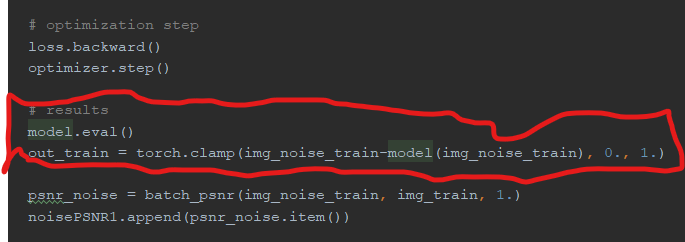 # optimization step
loss.backward()
optimizer.step()
# results
model.eval()
out_train = torch.clamp(img_noise_train-model(img_noise_train), 0., 1.)
psnr_noise = batch_psnr(img_noise_train, img_train, 1.)
noisePSNR1.append(psnr_noise.item())